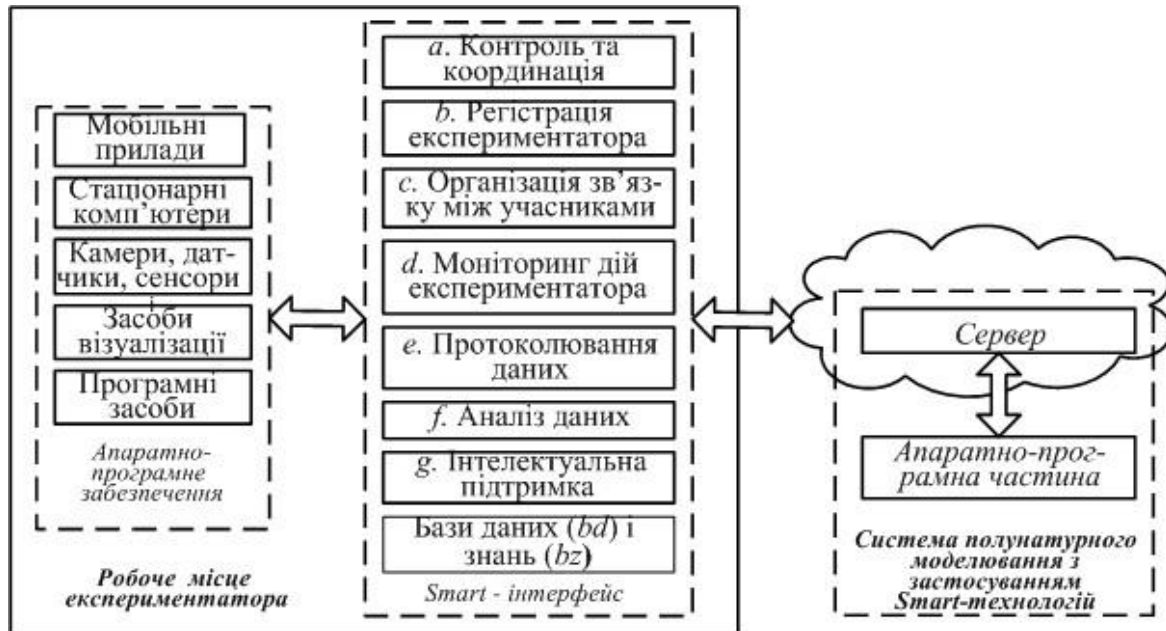 Мобільні
прилади
Стаціонарні
комп’ютери
Камери, дат-
чики, сенсори
Засоби
візуалізації
Програмні
засоби
Апаратно-
програмне
забезпечення
Робоче місце
експериментатора
a. Контроль та
координація
b. Регістрація
експериментатора
c. Організація зв’яз-
ку між учасниками
d. Моніторинг дій
експериментатора
e. Протоколювання
даних
f. Аналіз даних
g. Інтелектуальна
підтримка
Бази даних (bd) і
знань (bz)
Smart - інтерфейс
Сервер
Апаратно-прог-
рамна частина
Система полунатурного
моделювання з
застосуванням
Smart-технологій